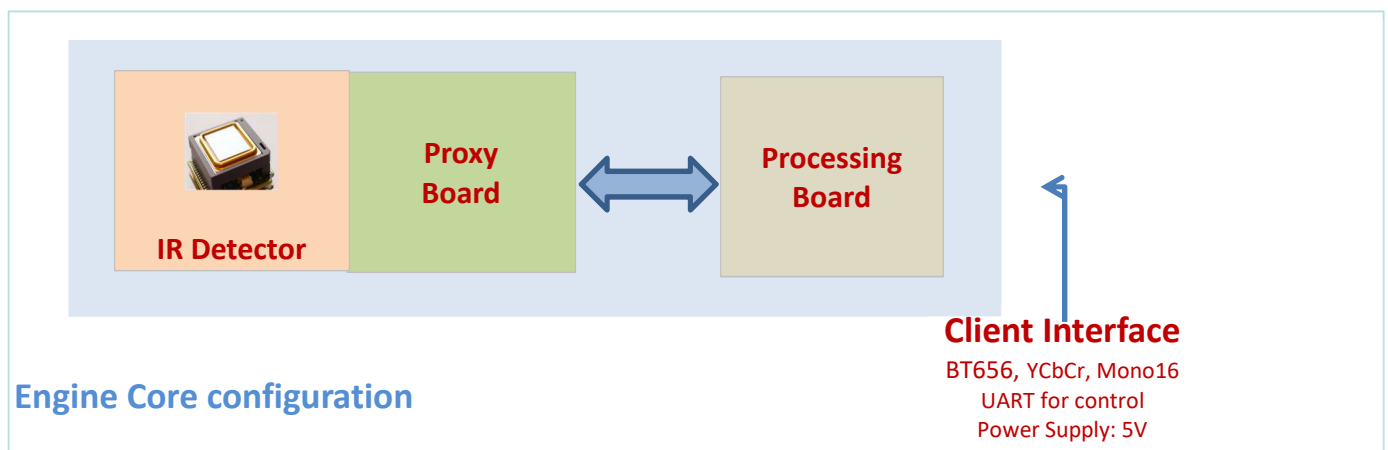 Proxy
Board
Processing
Board
IR Detector
Client Interface
BT656, YCbCr, Mono16
UART for control
Power Supply: 5V
Engine Core configuration